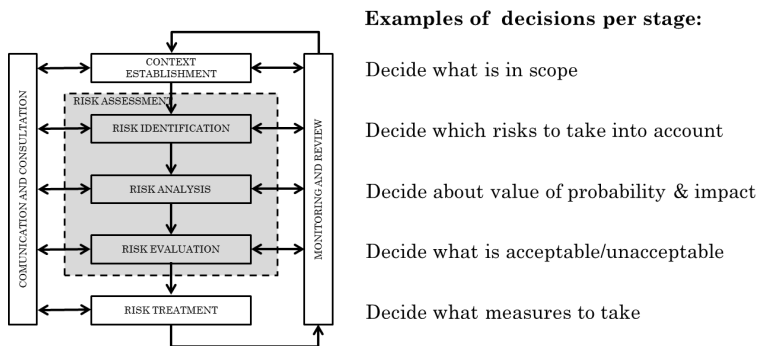 Examples of decisions per stage:
CONTEXT
ESTABLISHMENT
Decide what is in scope
RISK ASSESSMENT
RISK IDENTIFICATION
Decide which risks to take into account
RISK ANALYSIS
Decide about value of probability & impact
RISK EVALUATION
Decide what is acceptable/unacceptable
RISK TREATMENT
Decide what measures to take
COMUNICATION AND CONSULTATION
MONITORING AND REVIEW